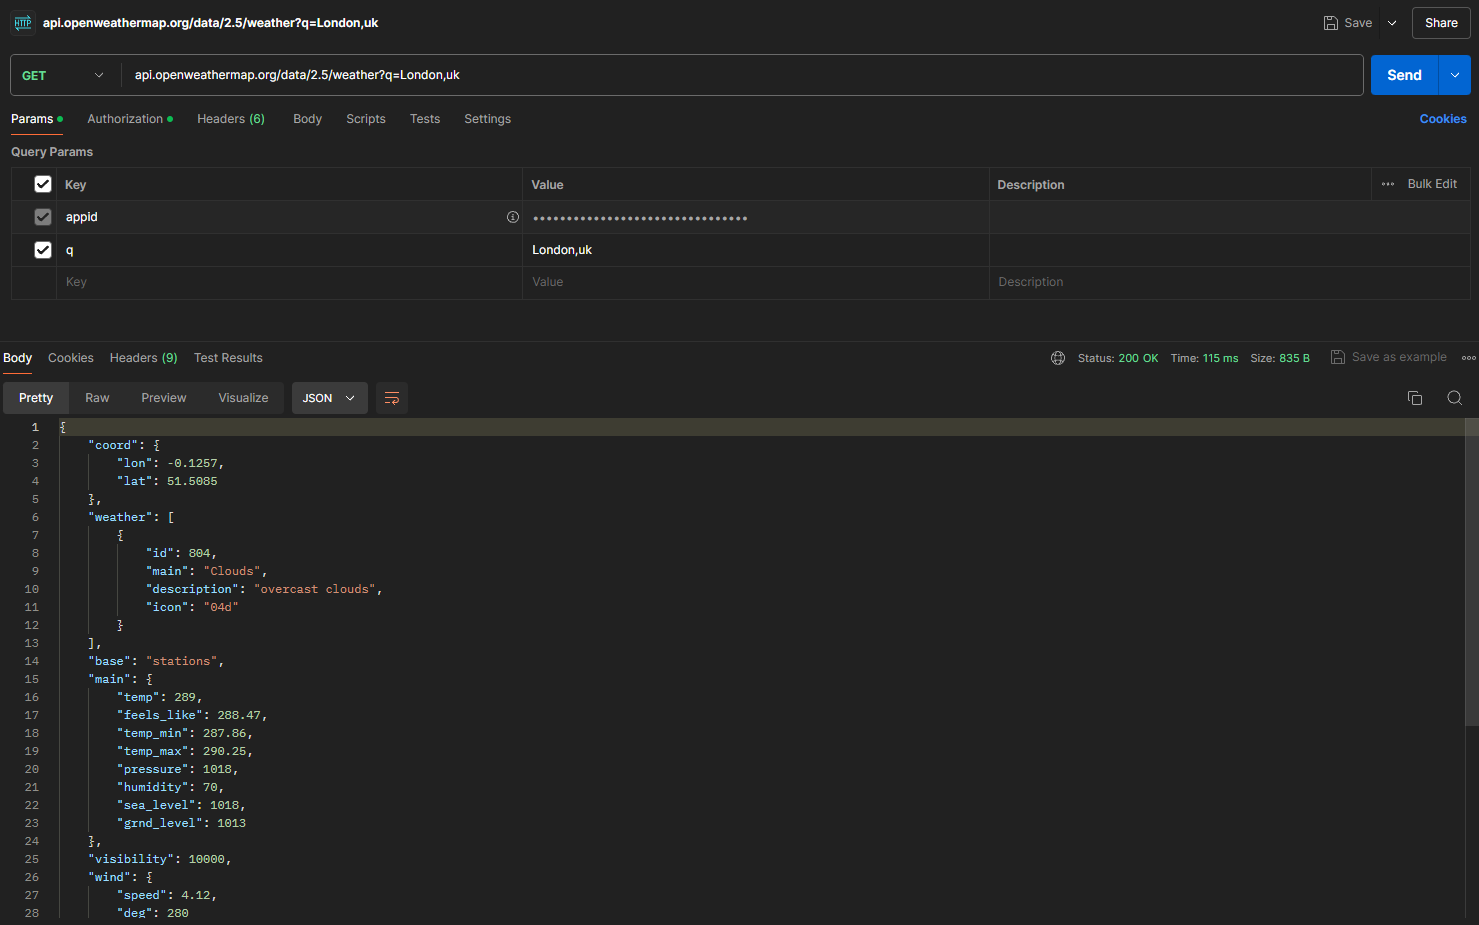 HTTP api.openweathermap.org/data/2.5/weather?q=London,uk Save Share
GET api.openweathermap.org/data/2.5/weather?q=London,uk Send
Params Authorization Headers (6) Body Scripts Tests Settings Cookies
Query Params
Key Value Description Bulk Edit
appid ••••••••••••••••••••••••••••••••
q London,uk
Key Value Description
Body Cookies Headers (9) Test Results Status: 200 OK Time: 115 ms Size: 835 B Save as example
Pretty Raw Preview Visualize JSON
1 {
2 "coord": {
3 "lon": -0.1257,
4 "lat": 51.5085
5 },
6 "weather": [
7 {
8 "id": 804,
9 "main": "Clouds",
10 "description": "overcast clouds",
11 "icon": "04d"
12 }
13 ],
14 "base": "stations",
15 "main": {
16 "temp": 289,
17 "feels_like": 288.47,
18 "temp_min": 287.86,
19 "temp_max": 290.25,
20 "pressure": 1018,
21 "humidity": 70,
22 "sea_level": 1018,
23 "grnd_level": 1013
24 },
25 "visibility": 10000,
26 "wind": {
27 "speed": 4.12,
28 "deg": 280